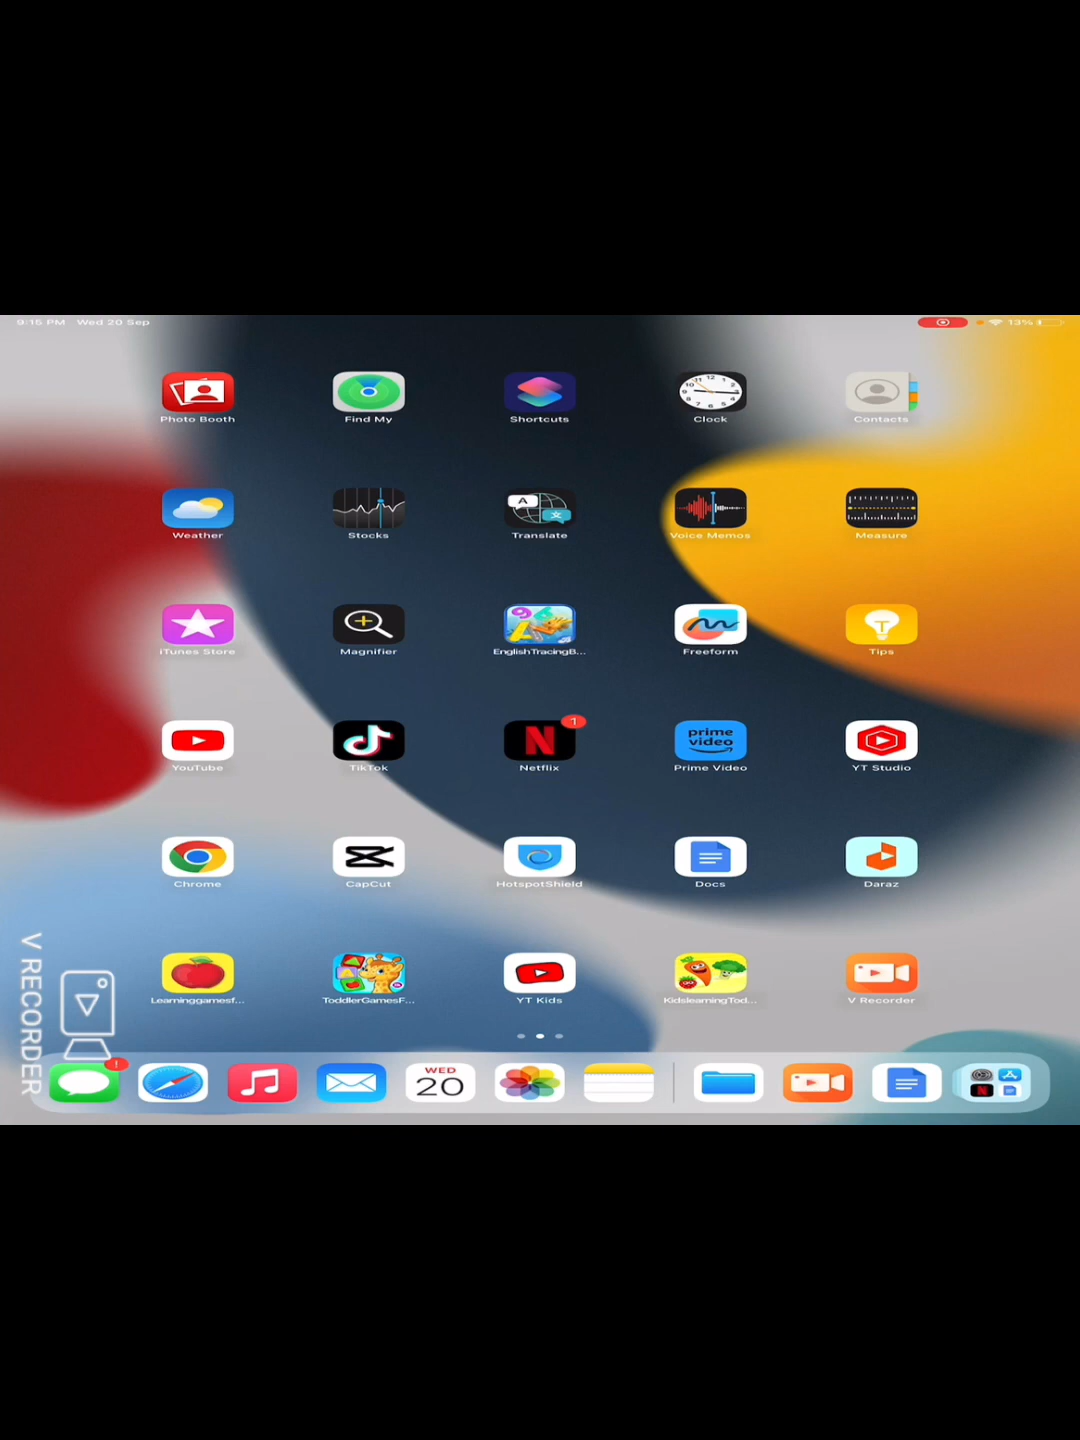 9:15 PM Wed 20 Sep
13%
Photo Booth
Find My
Shortcuts
Clock
Contacts
Weather
Stocks
Translate
Voice Memos
Measure
iTunes Store
Magnifier
EnglishTracingB...
Freeform
Tips
YouTube
TikTok
1
Netflix
prime video
Prime Video
YT Studio
Chrome
CapCut
HotspotShield
Docs
Daraz
Learninggamesf...
ToddlerGamesF...
YT Kids
KidslearningTod...
V Recorder
V RECORDER
WED
20